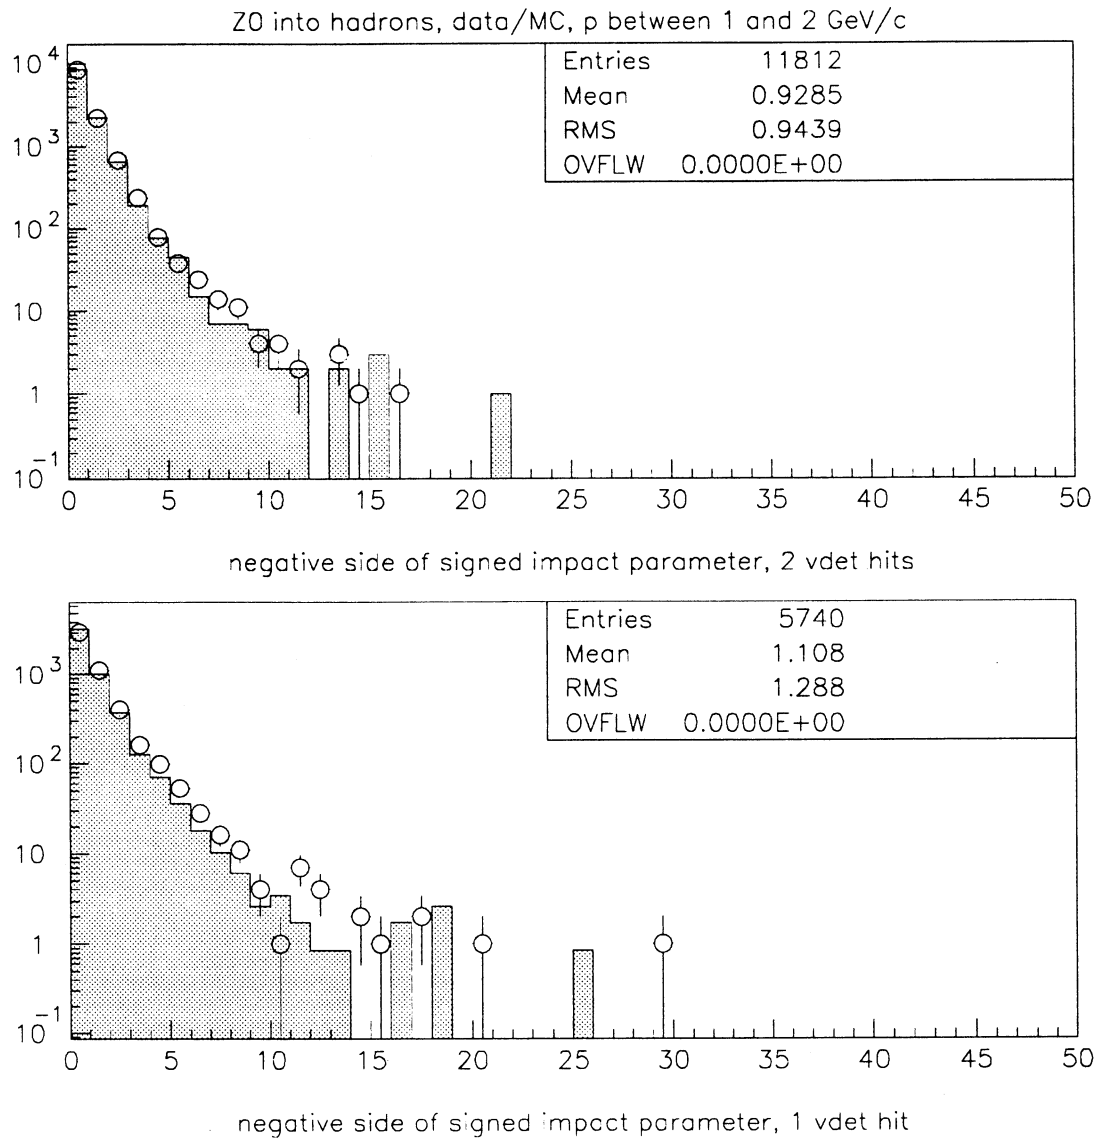 Z0 into hadrons, data/MC, p between 1 and 2 GeV/c
Entries 11812
Mean 0.9285
RMS 0.9439
OVFLW 0.0000E+00
10^4
10^3
10^2
10
1
10^-1
0 5 10 15 20 25 30 35 40 45 50
negative side of signed impact parameter, 2 vdet hits
Entries 5740
Mean 1.108
RMS 1.288
OVFLW 0.0000E+00
10^3
10^2
10
1
10^-1
0 5 10 15 20 25 30 35 40 45 50
negative side of signed impact parameter, 1 vdet hit